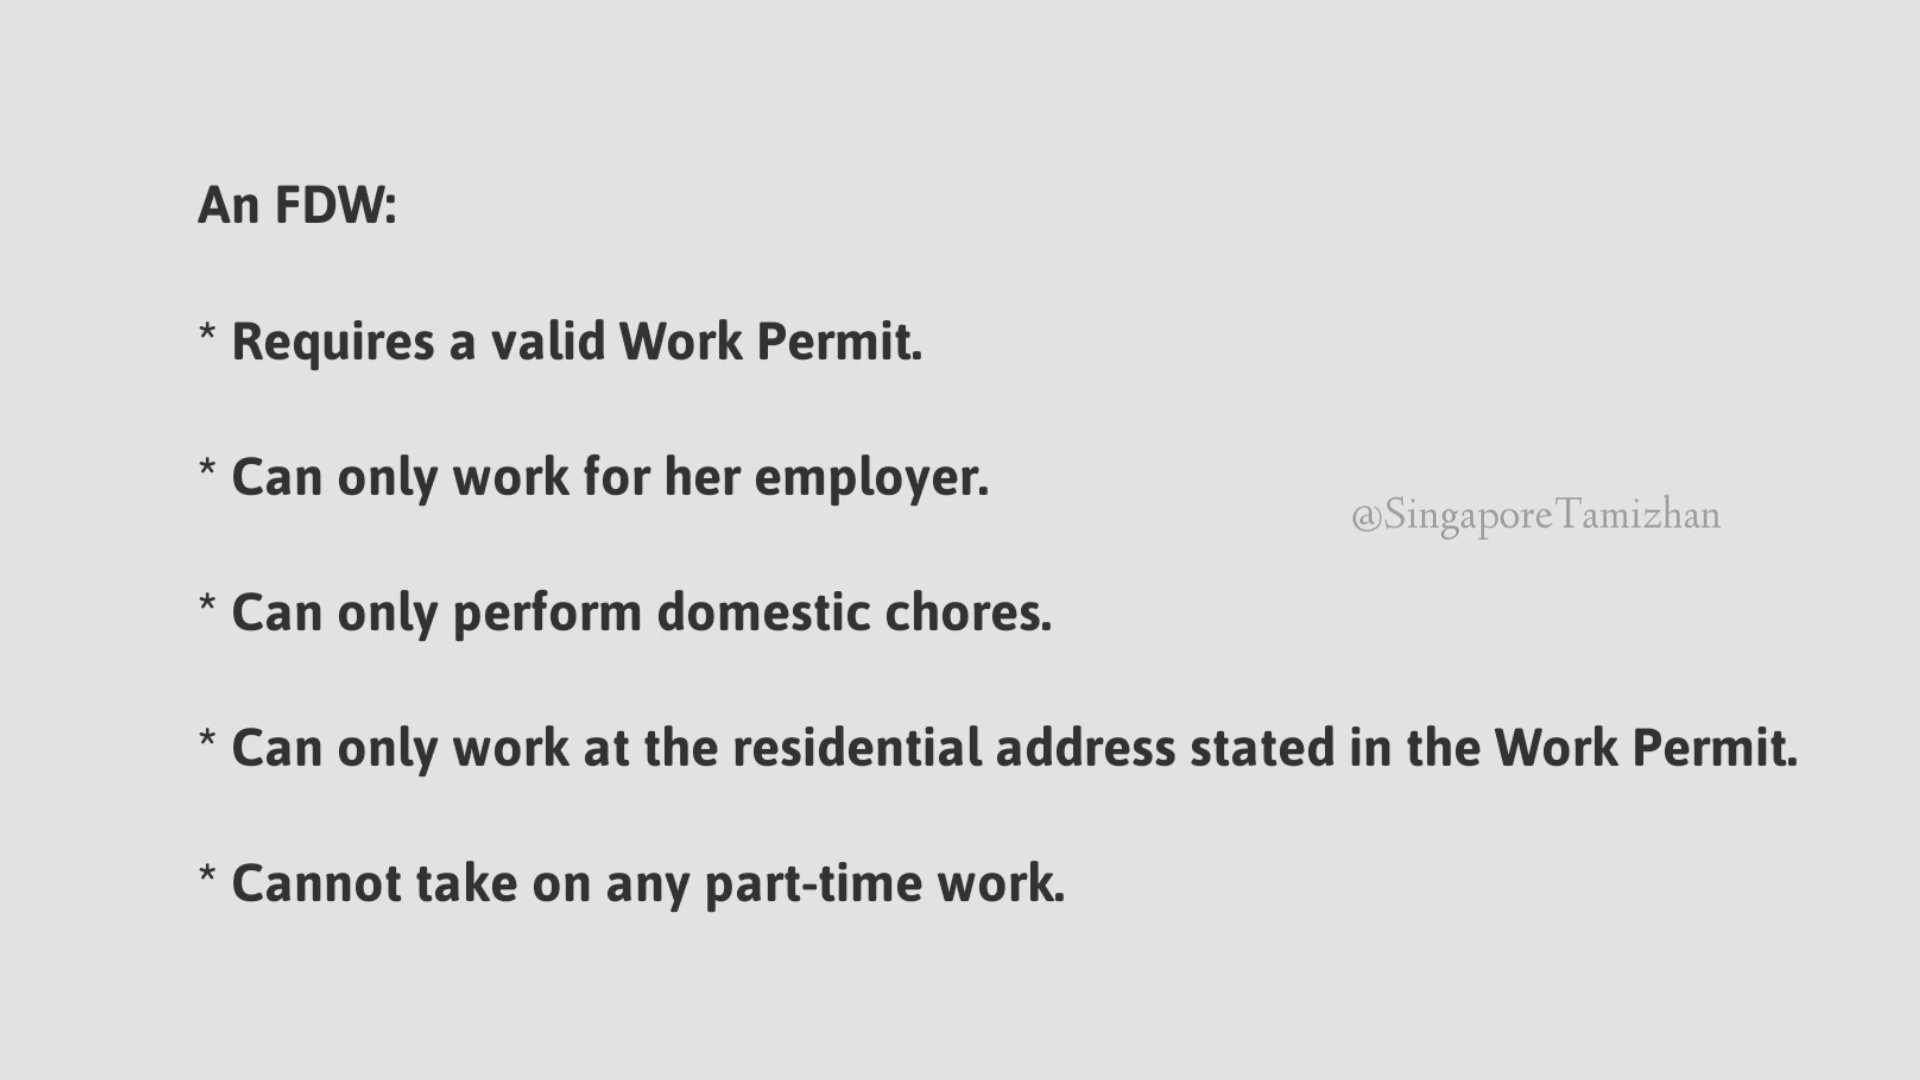 An FDW:
* Requires a valid Work Permit.
* Can only work for her employer.
@SingaporeTamizhan
* Can only perform domestic chores.
* Can only work at the residential address stated in the Work Permit.
* Cannot take on any part-time work.